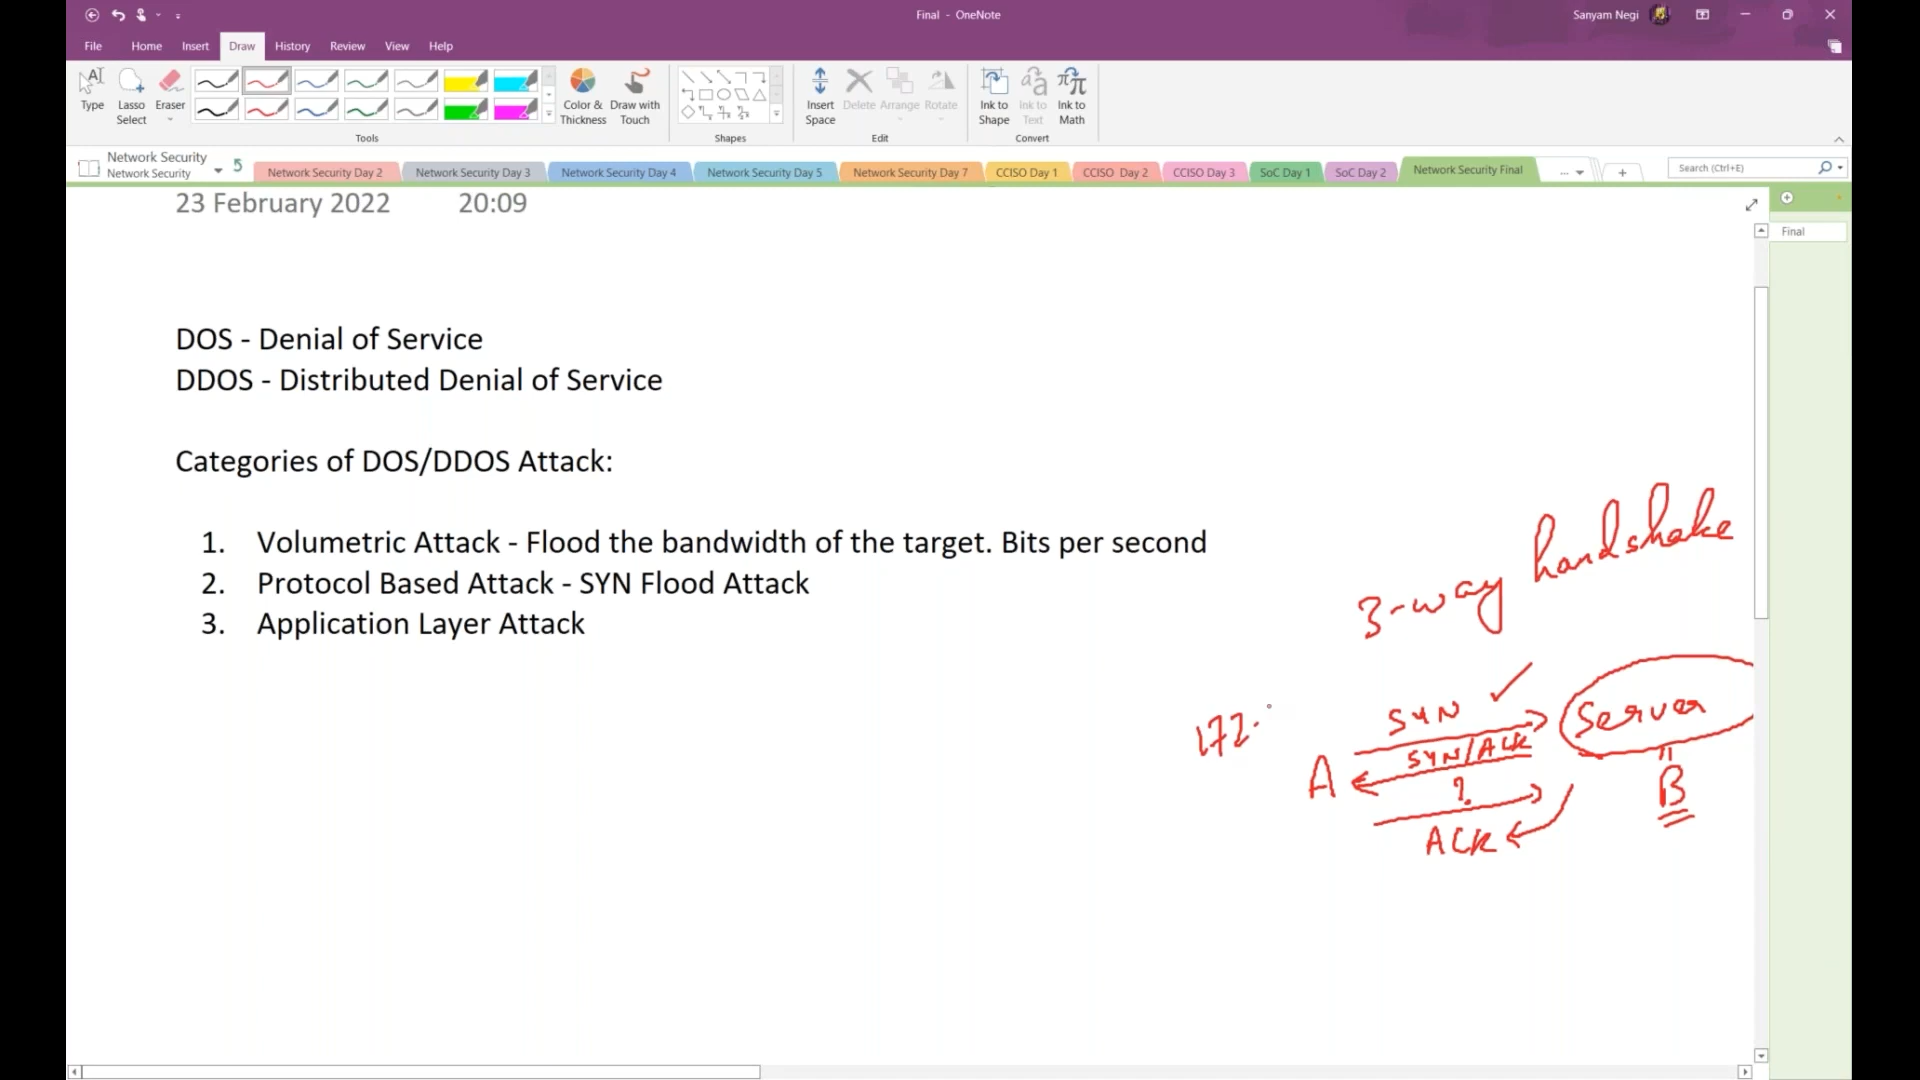 Final - OneNote
Sanyam Negi
File Home Insert Draw History Review View Help
Type
Lasso Select
Eraser
Color & Thickness
Draw with Touch
Insert Space
Delete
Arrange
Rotate
Ink to Shape
Ink to Text
Ink to Math
Tools
Shapes
Edit
Convert
Network Security
Network Security
Network Security Day 2
Network Security Day 3
Network Security Day 4
Network Security Day 5
Network Security Day 7
CCISO Day 1
CCISO Day 2
CCISO Day 3
SoC Day 1
SoC Day 2
Network Security Final
...
Search (Ctrl+E)
Final
23 February 2022 20:09
DOS - Denial of Service
DDOS - Distributed Denial of Service
Categories of DOS/DDOS Attack:
1. Volumetric Attack - Flood the bandwidth of the target. Bits per second
2. Protocol Based Attack - SYN Flood Attack
3. Application Layer Attack
3-way handshake
SYN
Server
172.
SYN/ACK
A
?
B
ACK